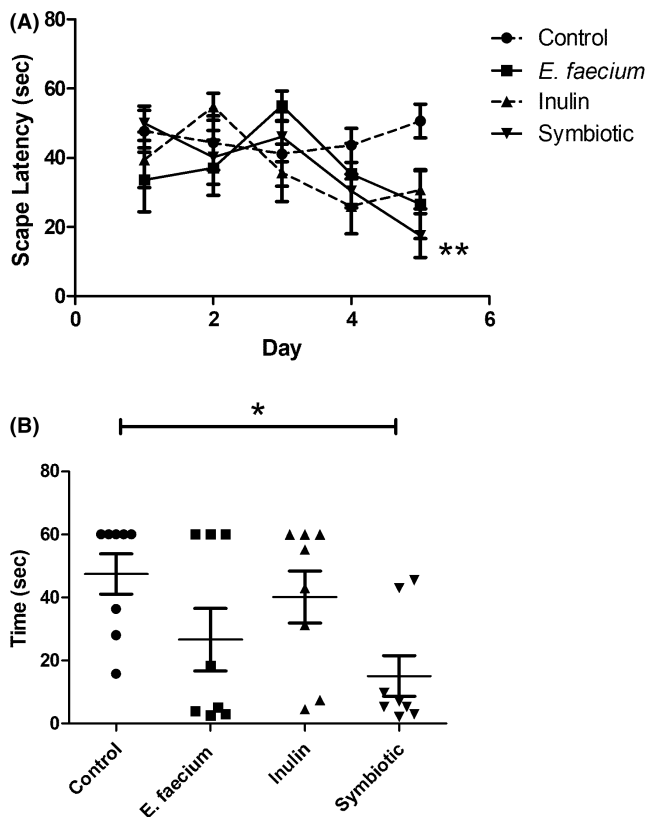 (A)
80
60
40
20
0
Scape Latency (sec)
0
2
4
6
Day
Control
E. faecium
Inulin
Symbiotic
**
(B)
*
80
60
40
20
0
Time (sec)
Control
E. faecium
Inulin
Symbiotic